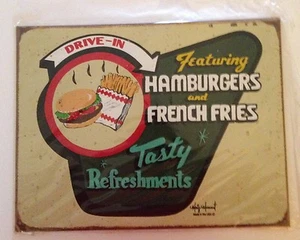 DRIVE-IN
Featuring
HAMBURGERS
and
FRENCH FRIES
Tasty
Refreshments